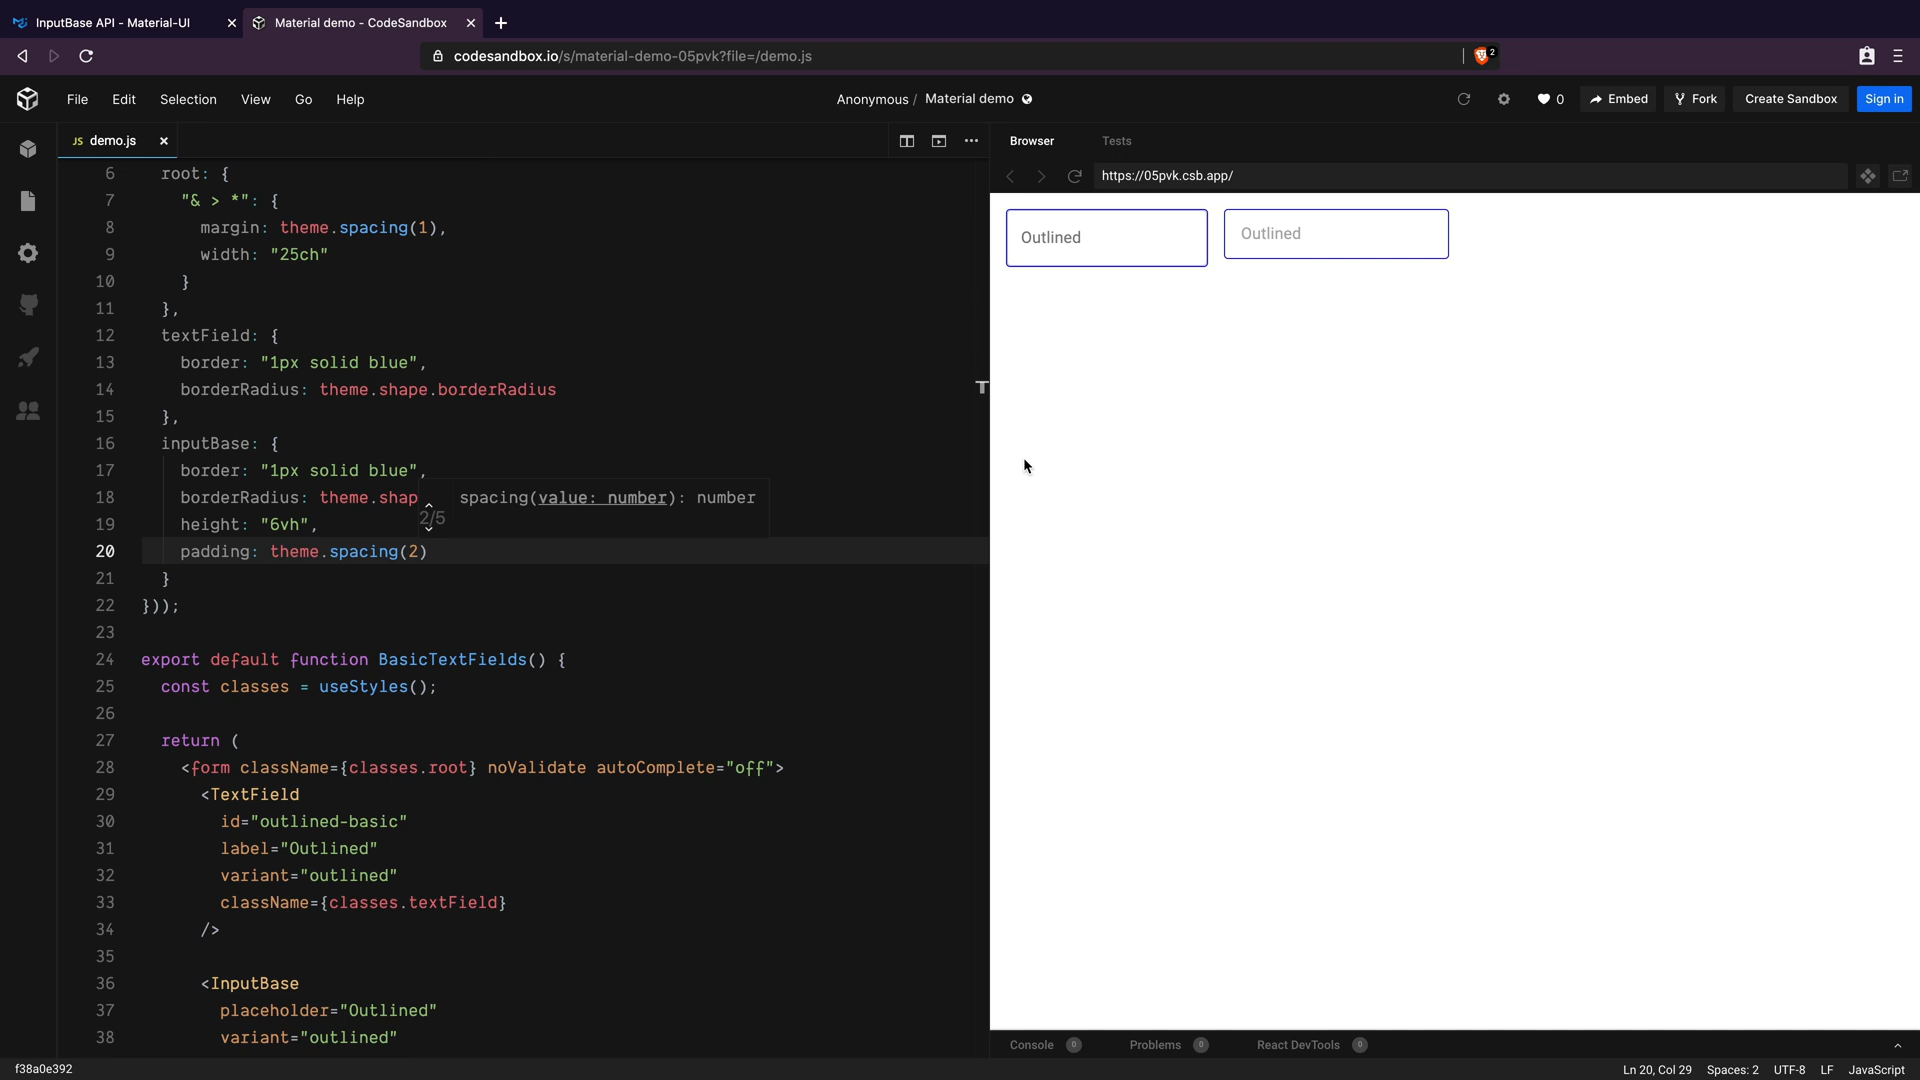 InputBase API - Material-UI
Material demo - CodeSandbox
codesandbox.io/s/material-demo-05pvk?file=/demo.js
2
File Edit Selection View Go Help
Anonymous / Material demo
0
Embed
Fork
Create Sandbox
Sign in
JS demo.js
6 root: {
7 "& > *": {
8 margin: theme.spacing(1),
9 width: "25ch"
10 }
11 },
12 textField: {
13 border: "1px solid blue",
14 borderRadius: theme.shape.borderRadius
15 },
16 inputBase: {
17 border: "1px solid blue",
18 borderRadius: theme.shap
spacing(value: number): number
2/5
19 height: "6vh",
20 padding: theme.spacing(2)
21 }
22 }));
23
24 export default function BasicTextFields() {
25 const classes = useStyles();
26
27 return (
28 <form className={classes.root} noValidate autoComplete="off">
29 <TextField
30 id="outlined-basic"
31 label="Outlined"
32 variant="outlined"
33 className={classes.textField}
34 />
35
36 <InputBase
37 placeholder="Outlined"
38 variant="outlined"
Browser Tests
https://05pvk.csb.app/
Outlined
Outlined
Console 0 Problems 0 React DevTools 0
f38a0e392
Ln 20, Col 29 Spaces: 2 UTF-8 LF JavaScript